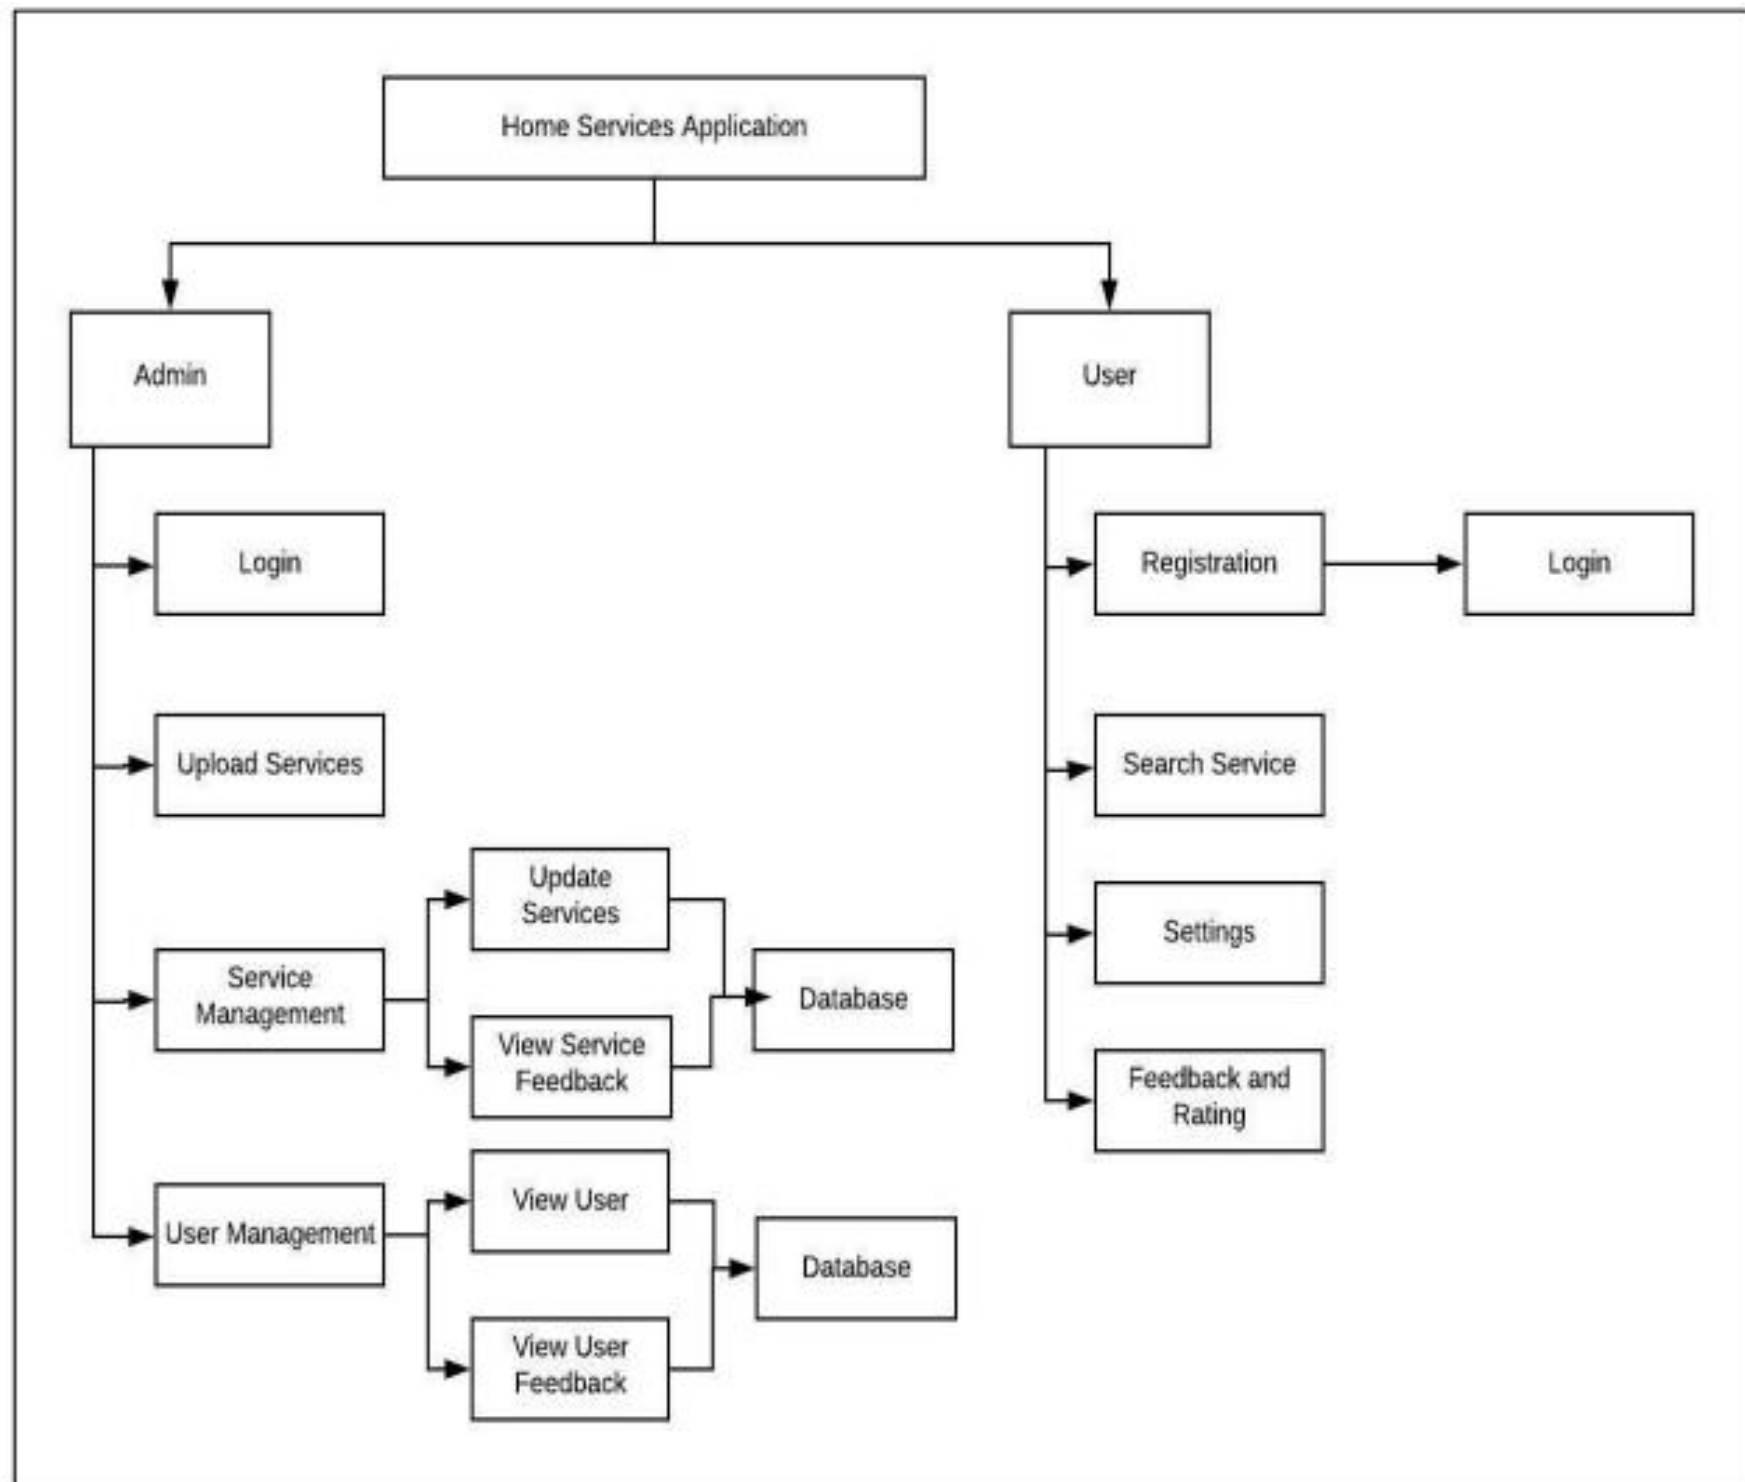 Home Services Application
Admin
User
Login
Registration
Login
Upload Services
Search Service
Update
Services
Settings
Service
Management
Database
View Service
Feedback
Feedback and
Rating
View User
User Management
Database
View User
Feedback